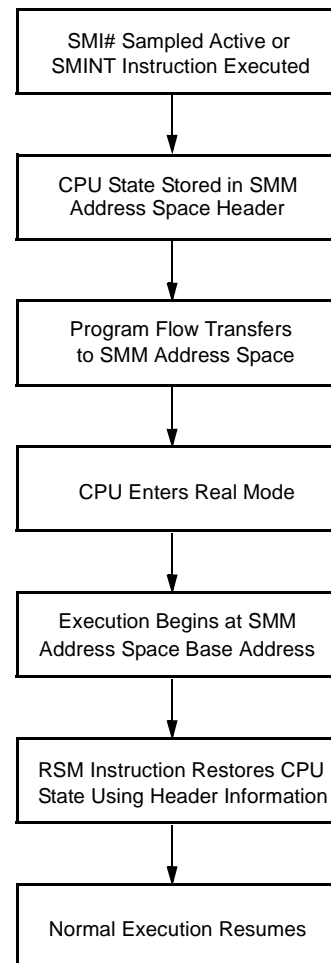 SMI# Sampled Active or
SMINT Instruction Executed
CPU State Stored in SMM
Address Space Header
Program Flow Transfers
to SMM Address Space
CPU Enters Real Mode
Execution Begins at SMM
Address Space Base Address
RSM Instruction Restores CPU
State Using Header Information
Normal Execution Resumes